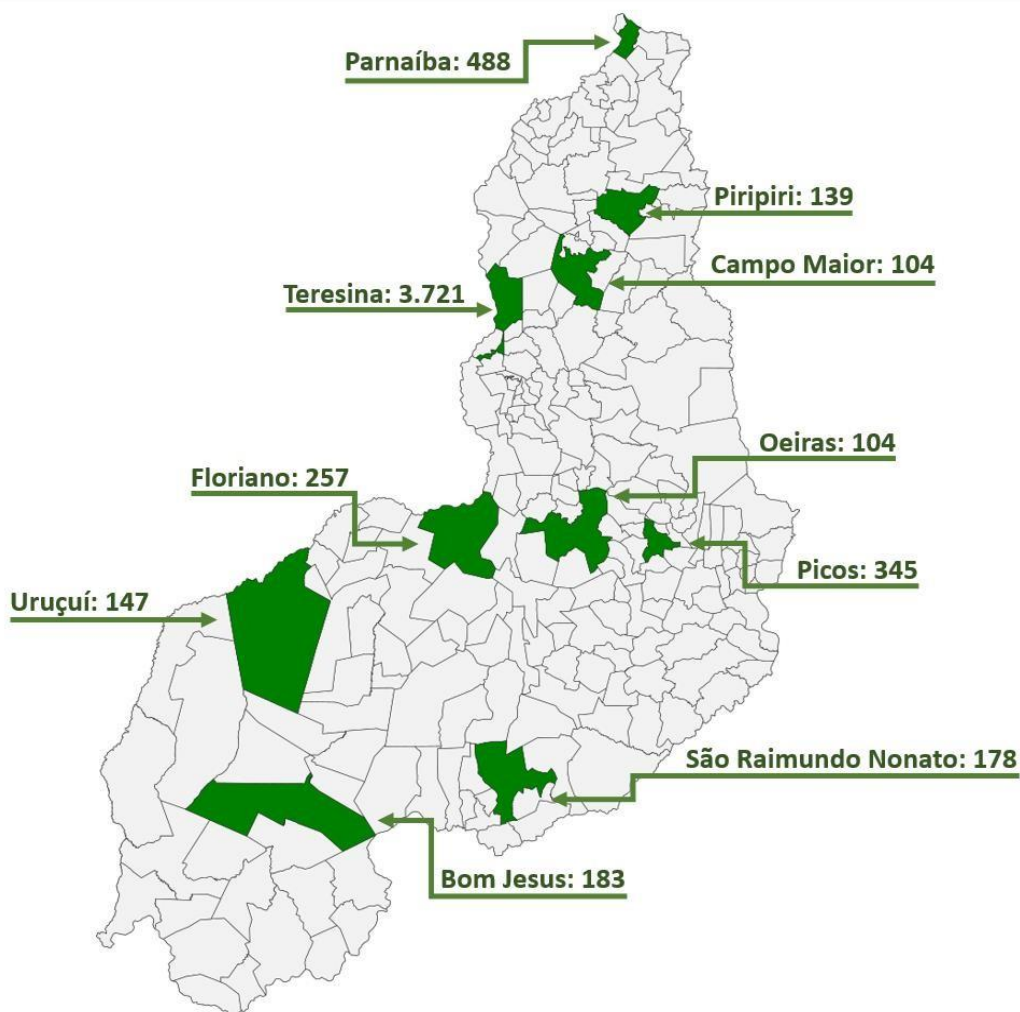 Parnaíba: 488
Piripiri: 139
Campo Maior: 104
Teresina: 3.721
Oeiras: 104
Floriano: 257
Picos: 345
Uruçuí: 147
São Raimundo Nonato: 178
Bom Jesus: 183